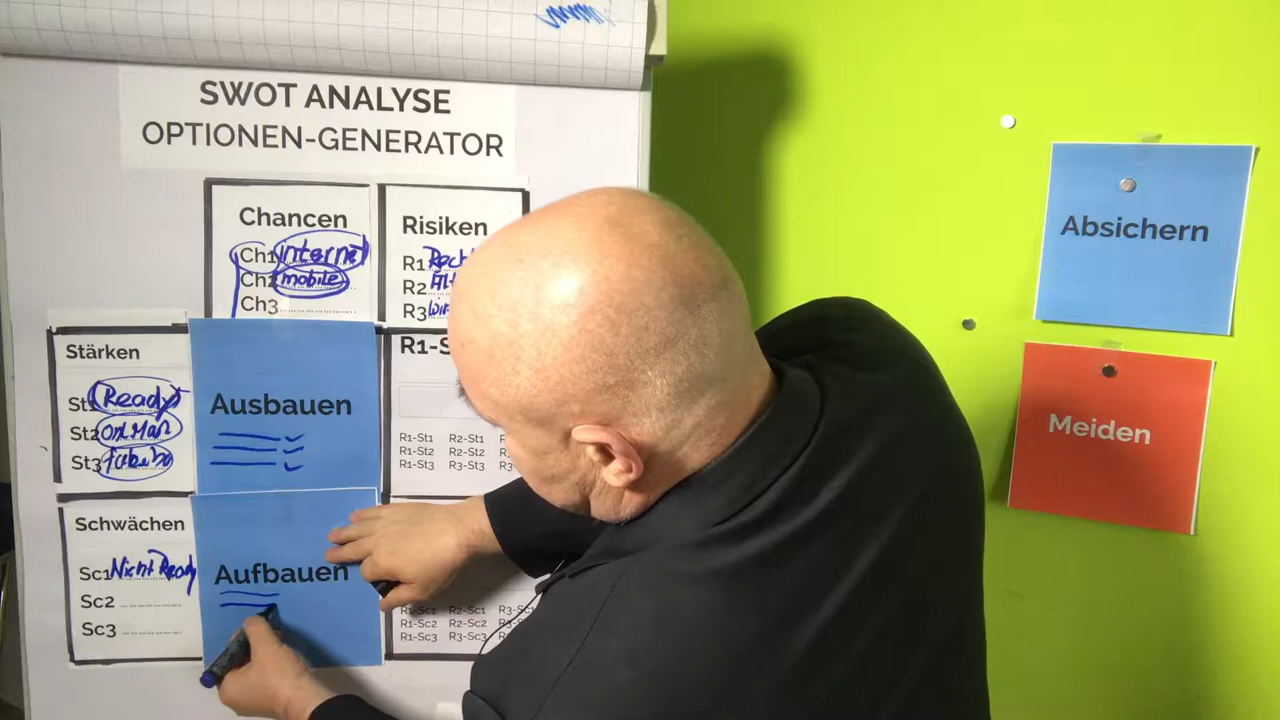 SWOT ANALYSE
OPTIONEN-GENERATOR
Chancen
Ch1 internet
Ch2 mobile
Ch3
Risiken
R1
R2
R3
Stärken
St1 Ready
St2
St3
Ausbauen
R1-St1 R2-St1
R1-St2 R2-St2
R1-St3 R3-St3
Schwächen
Sc1 Nicht Ready
Sc2
Sc3
Aufbauen
R1-Sc1 R2-Sc1 R3-Sc1
R1-Sc2 R2-Sc2
R1-Sc3 R3-Sc3
Absichern
Meiden